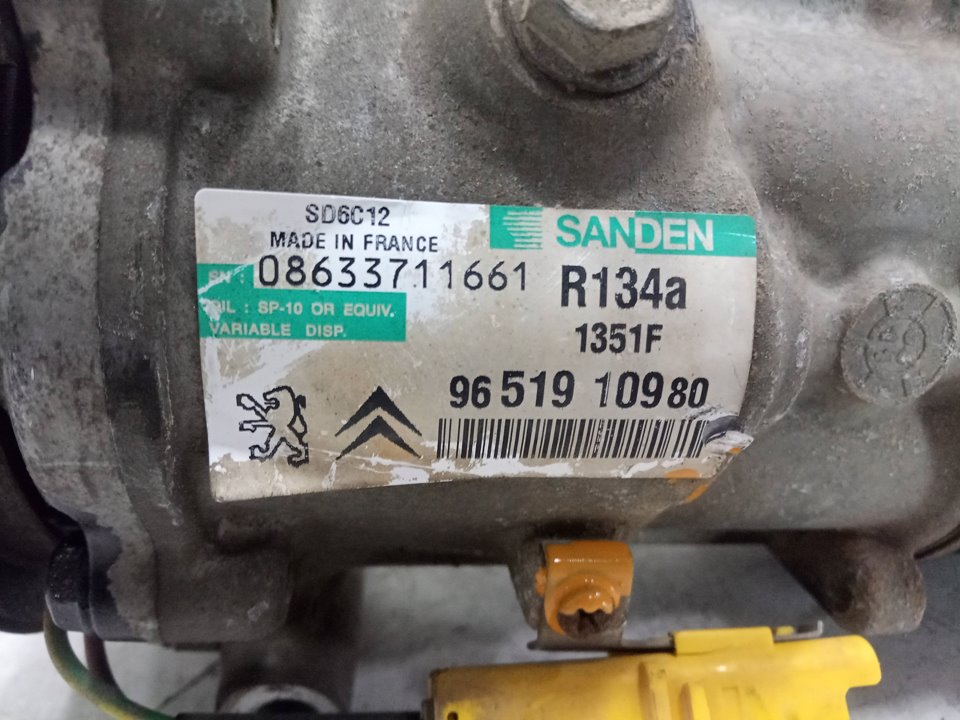 SD6C12
MADE IN FRANCE
SANDEN
SN : 08633711661
OIL : SP-10 OR EQUIV.
VARIABLE DISP.
R134a
1351F
96 519 109 80